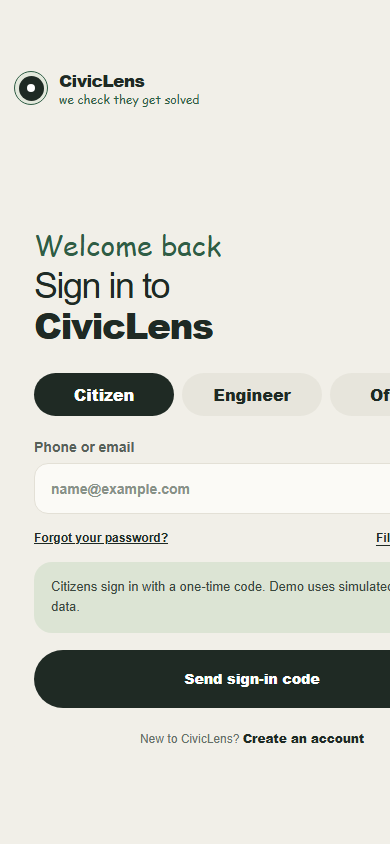 CivicLens
we check they get solved
Welcome back
Sign in to
CivicLens
Citizen Engineer Of
Phone or email
name@example.com
Forgot your password? Fil
Citizens sign in with a one-time code. Demo uses simulated
data.
Send sign-in code
New to CivicLens? Create an account